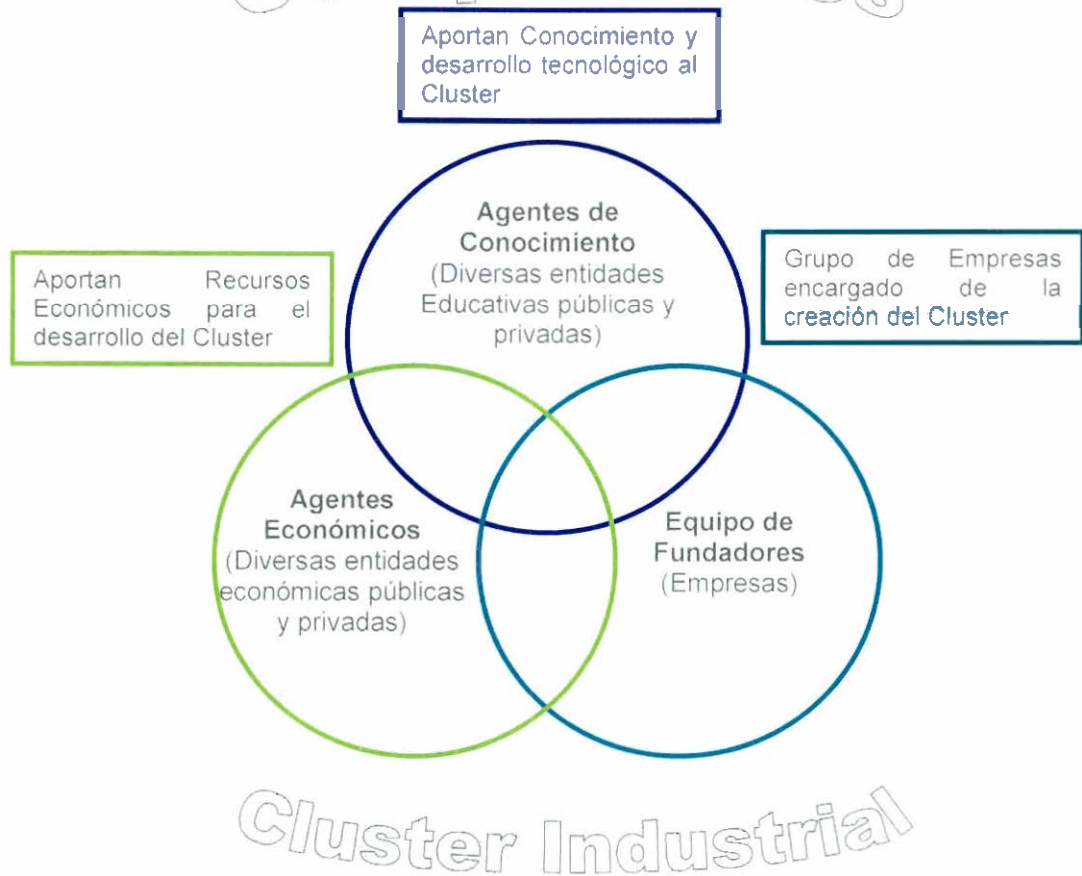 Aportan Conocimiento y
desarrollo tecnológico al
Cluster
Agentes de
Conocimiento
(Diversas entidades
Educativas públicas y
privadas)
Aportan Recursos
Económicos para el
desarrollo del Cluster
Grupo de Empresas
encargado de la
creación del Cluster
Agentes
Económicos
(Diversas entidades
económicas públicas
y privadas)
Equipo de
Fundadores
(Empresas)
Cluster Industrial